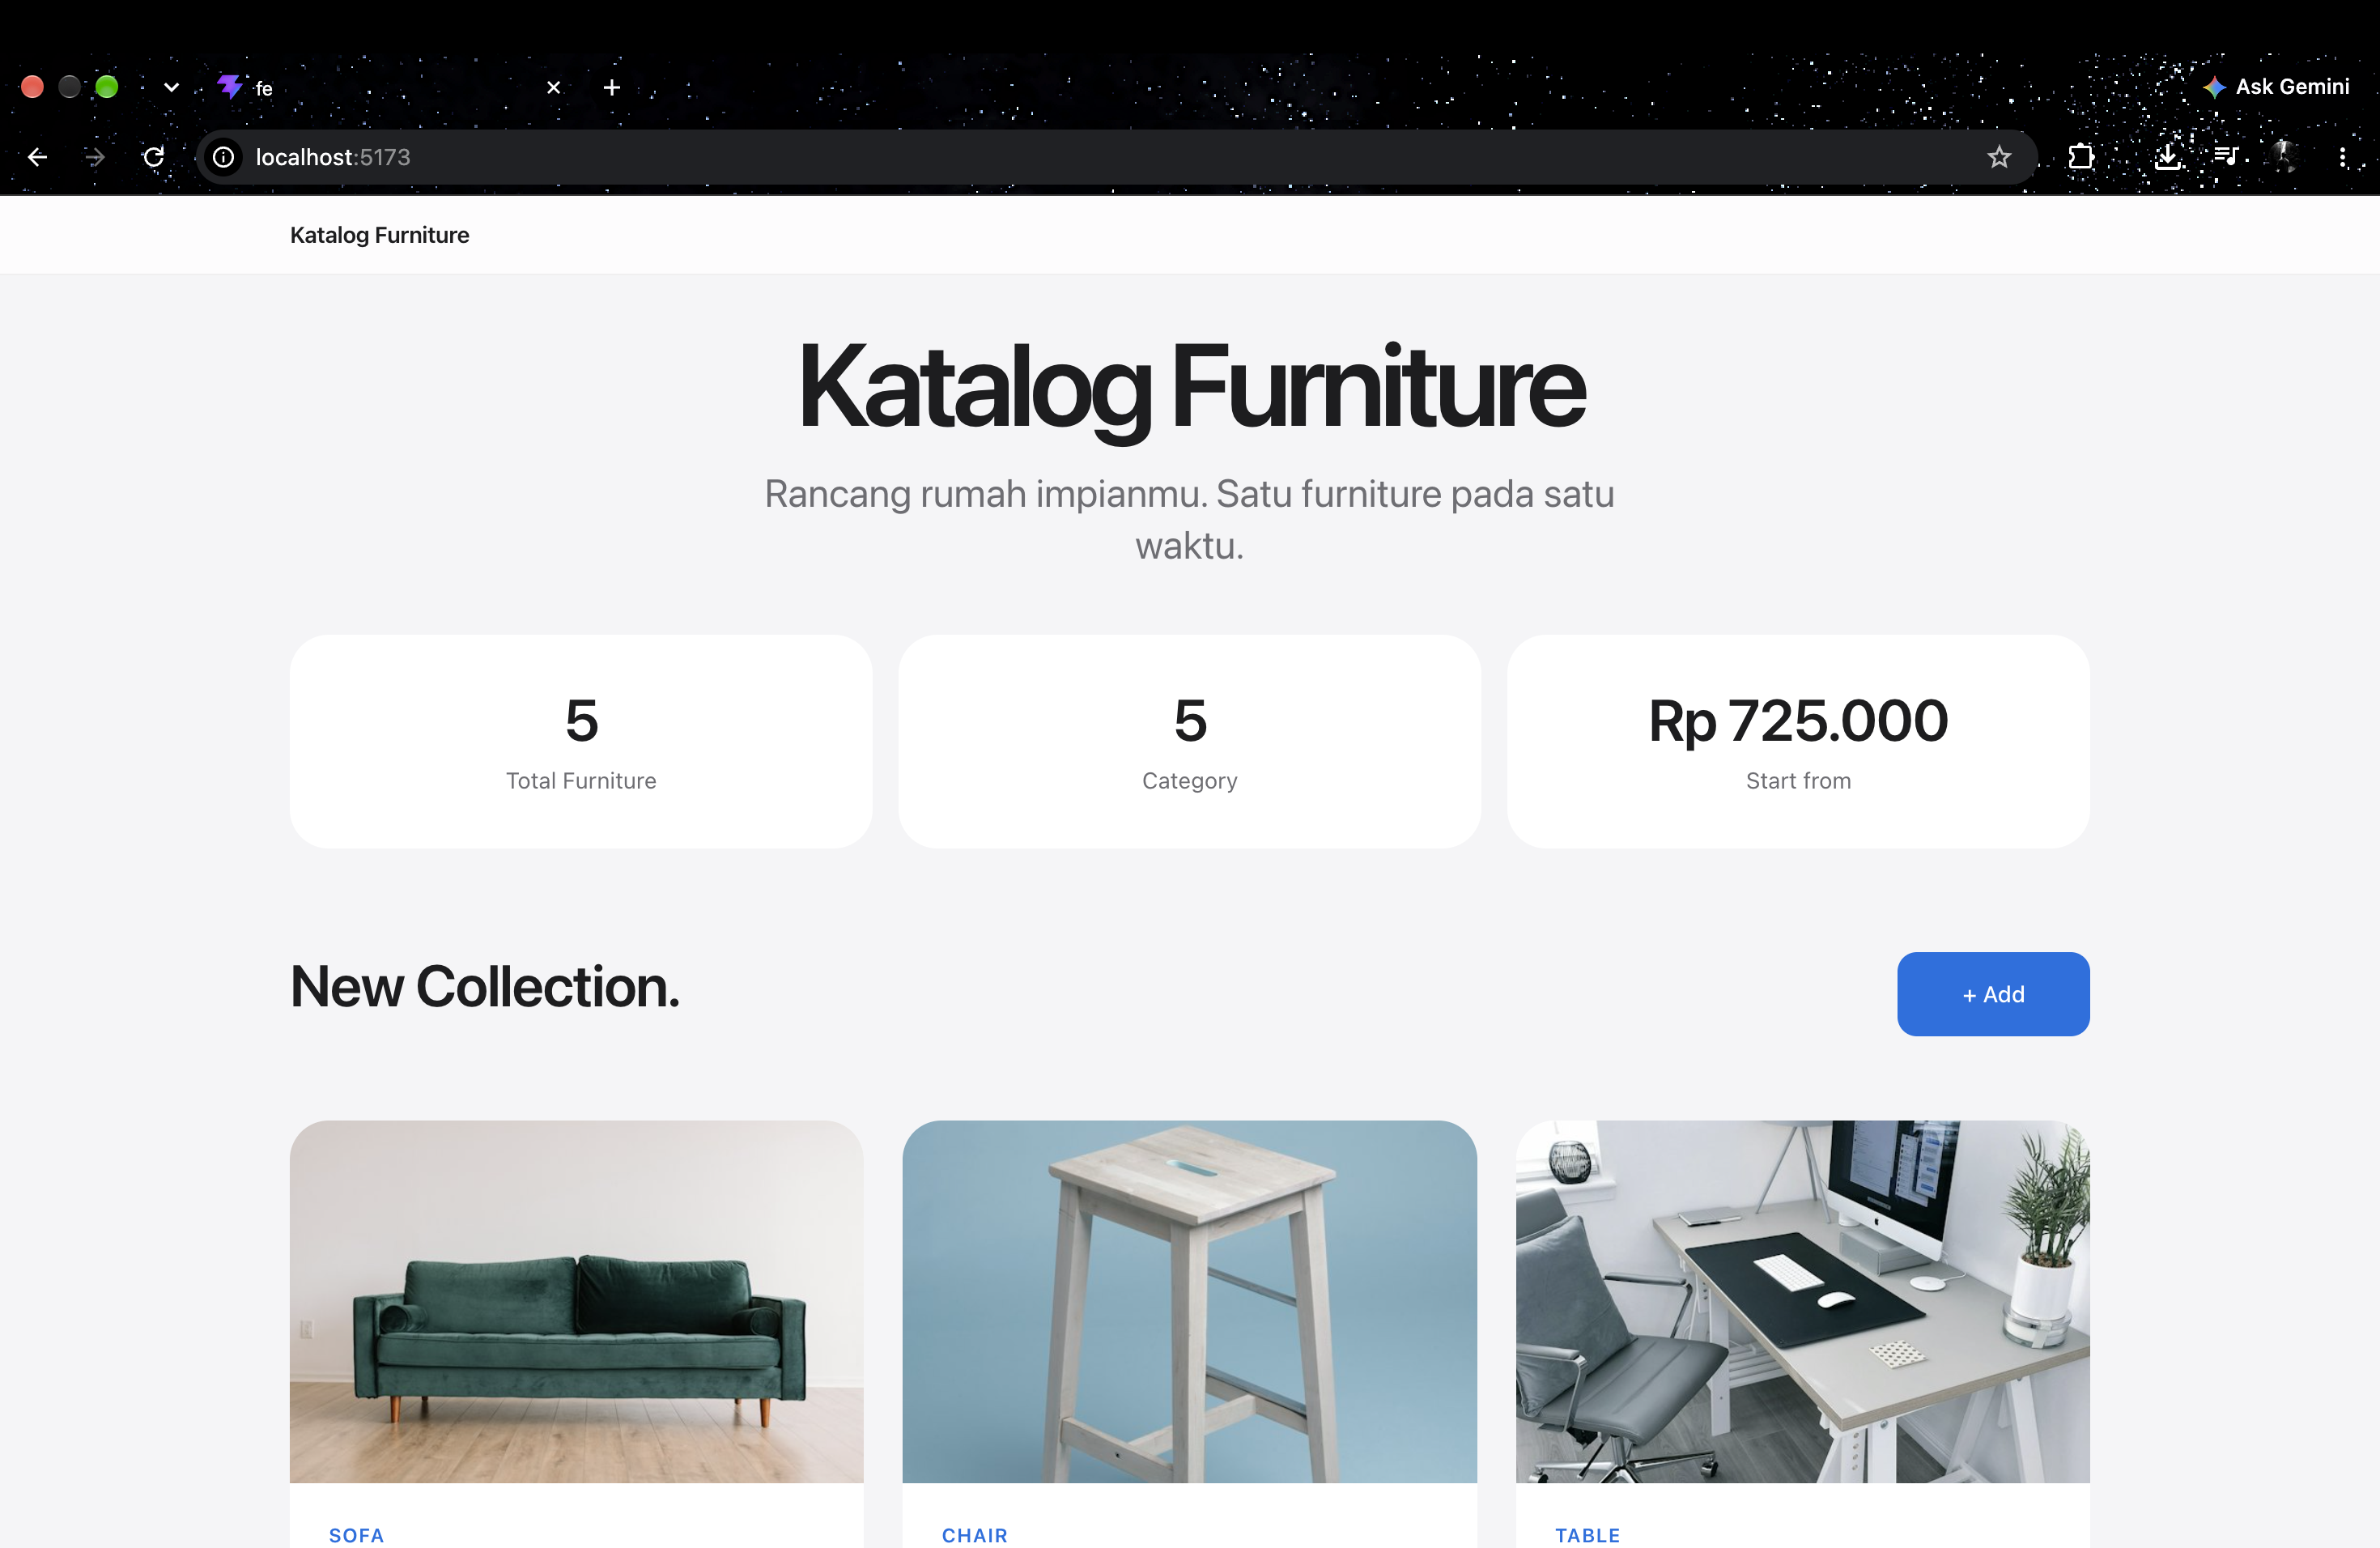 fe
Ask Gemini
localhost:5173
Katalog Furniture
Katalog Furniture
Rancang rumah impianmu. Satu furniture pada satu
waktu.
5
Total Furniture
5
Category
Rp 725.000
Start from
New Collection.
+ Add
SOFA
CHAIR
TABLE